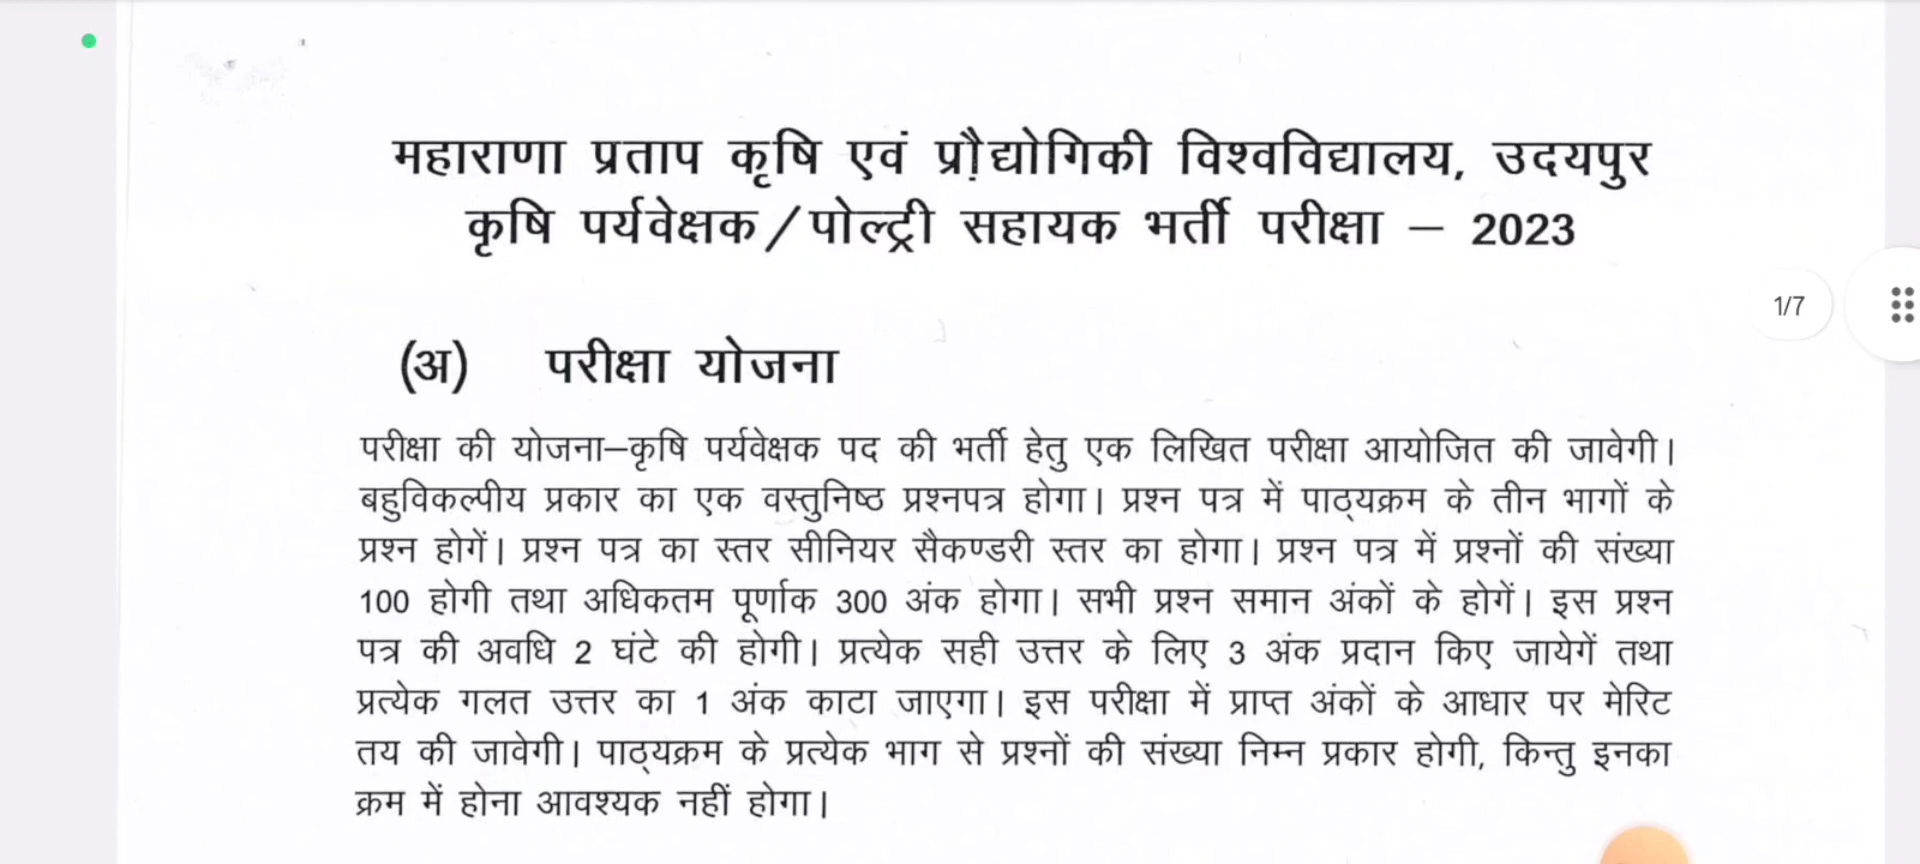 महाराणा प्रताप कृषि एवं प्रौद्योगिकी विश्वविद्यालय, उदयपुर
कृषि पर्यवेक्षक/पोल्ट्री सहायक भर्ती परीक्षा – 2023
1/7
(अ) परीक्षा योजना
परीक्षा की योजना–कृषि पर्यवेक्षक पद की भर्ती हेतु एक लिखित परीक्षा आयोजित की जावेगी।
बहुविकल्पीय प्रकार का एक वस्तुनिष्ठ प्रश्नपत्र होगा। प्रश्न पत्र में पाठ्यक्रम के तीन भागों के
प्रश्न होगें। प्रश्न पत्र का स्तर सीनियर सैकण्डरी स्तर का होगा। प्रश्न पत्र में प्रश्नों की संख्या
100 होगी तथा अधिकतम पूर्णाक 300 अंक होगा। सभी प्रश्न समान अंकों के होगें। इस प्रश्न
पत्र की अवधि 2 घंटे की होगी। प्रत्येक सही उत्तर के लिए 3 अंक प्रदान किए जायेगें तथा
प्रत्येक गलत उत्तर का 1 अंक काटा जाएगा। इस परीक्षा में प्राप्त अंकों के आधार पर मेरिट
तय की जावेगी। पाठ्यक्रम के प्रत्येक भाग से प्रश्नों की संख्या निम्न प्रकार होगी, किन्तु इनका
क्रम में होना आवश्यक नहीं होगा।